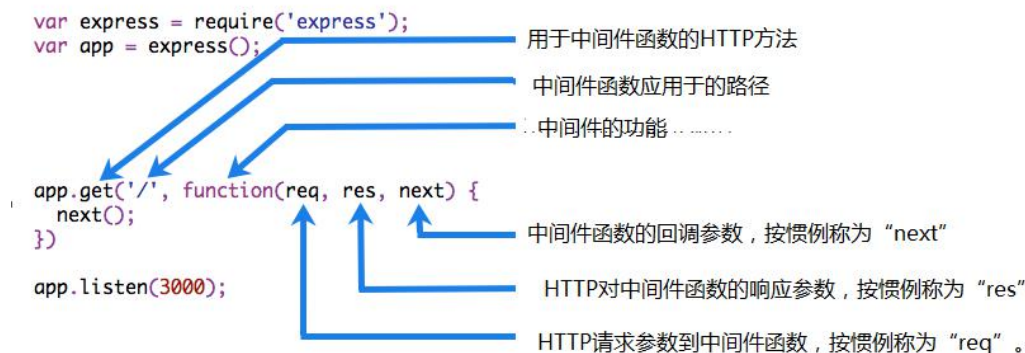 var express = require('express');
var app = express();
用于中间件函数的HTTP方法
中间件函数应用于的路径
中间件的功能
app.get('/', function(req, res, next) {
next();
})
中间件函数的回调参数，按惯例称为“next”
app.listen(3000);
HTTP对中间件函数的响应参数，按惯例称为“res”
HTTP请求参数到中间件函数，按惯例称为“req”。